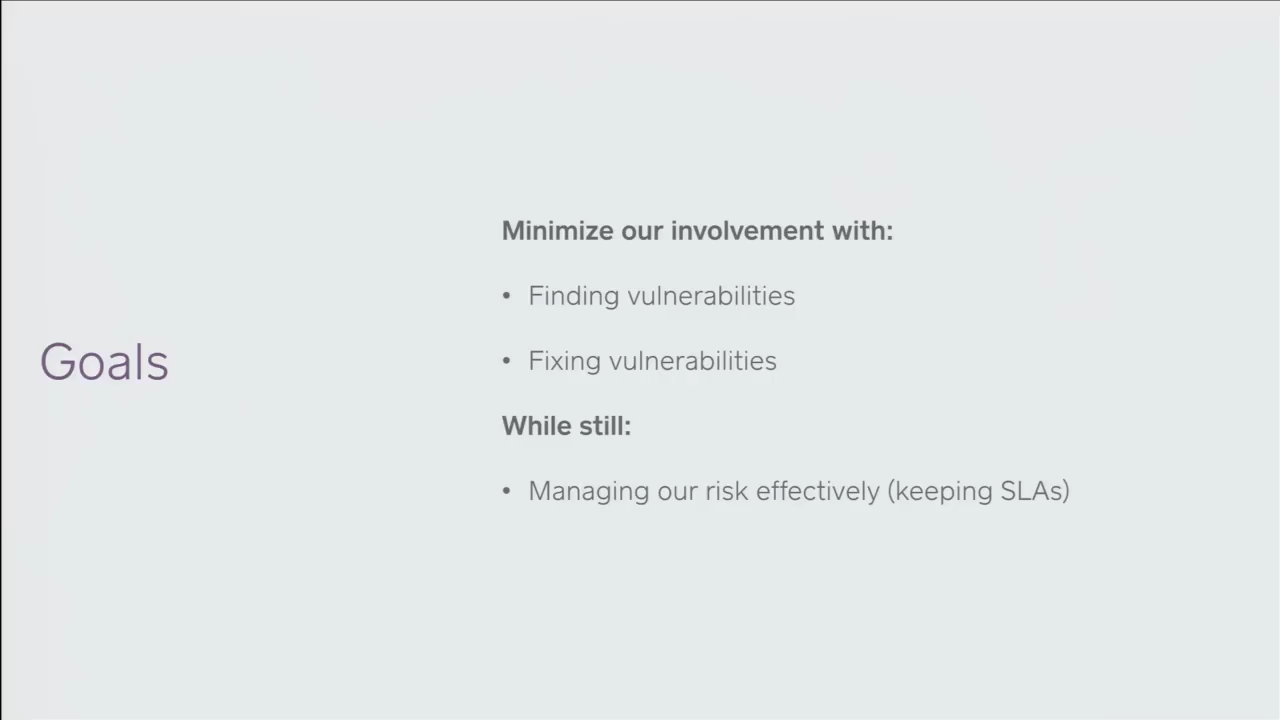 Goals
Minimize our involvement with:
• Finding vulnerabilities
• Fixing vulnerabilities
While still:
• Managing our risk effectively (keeping SLAs)